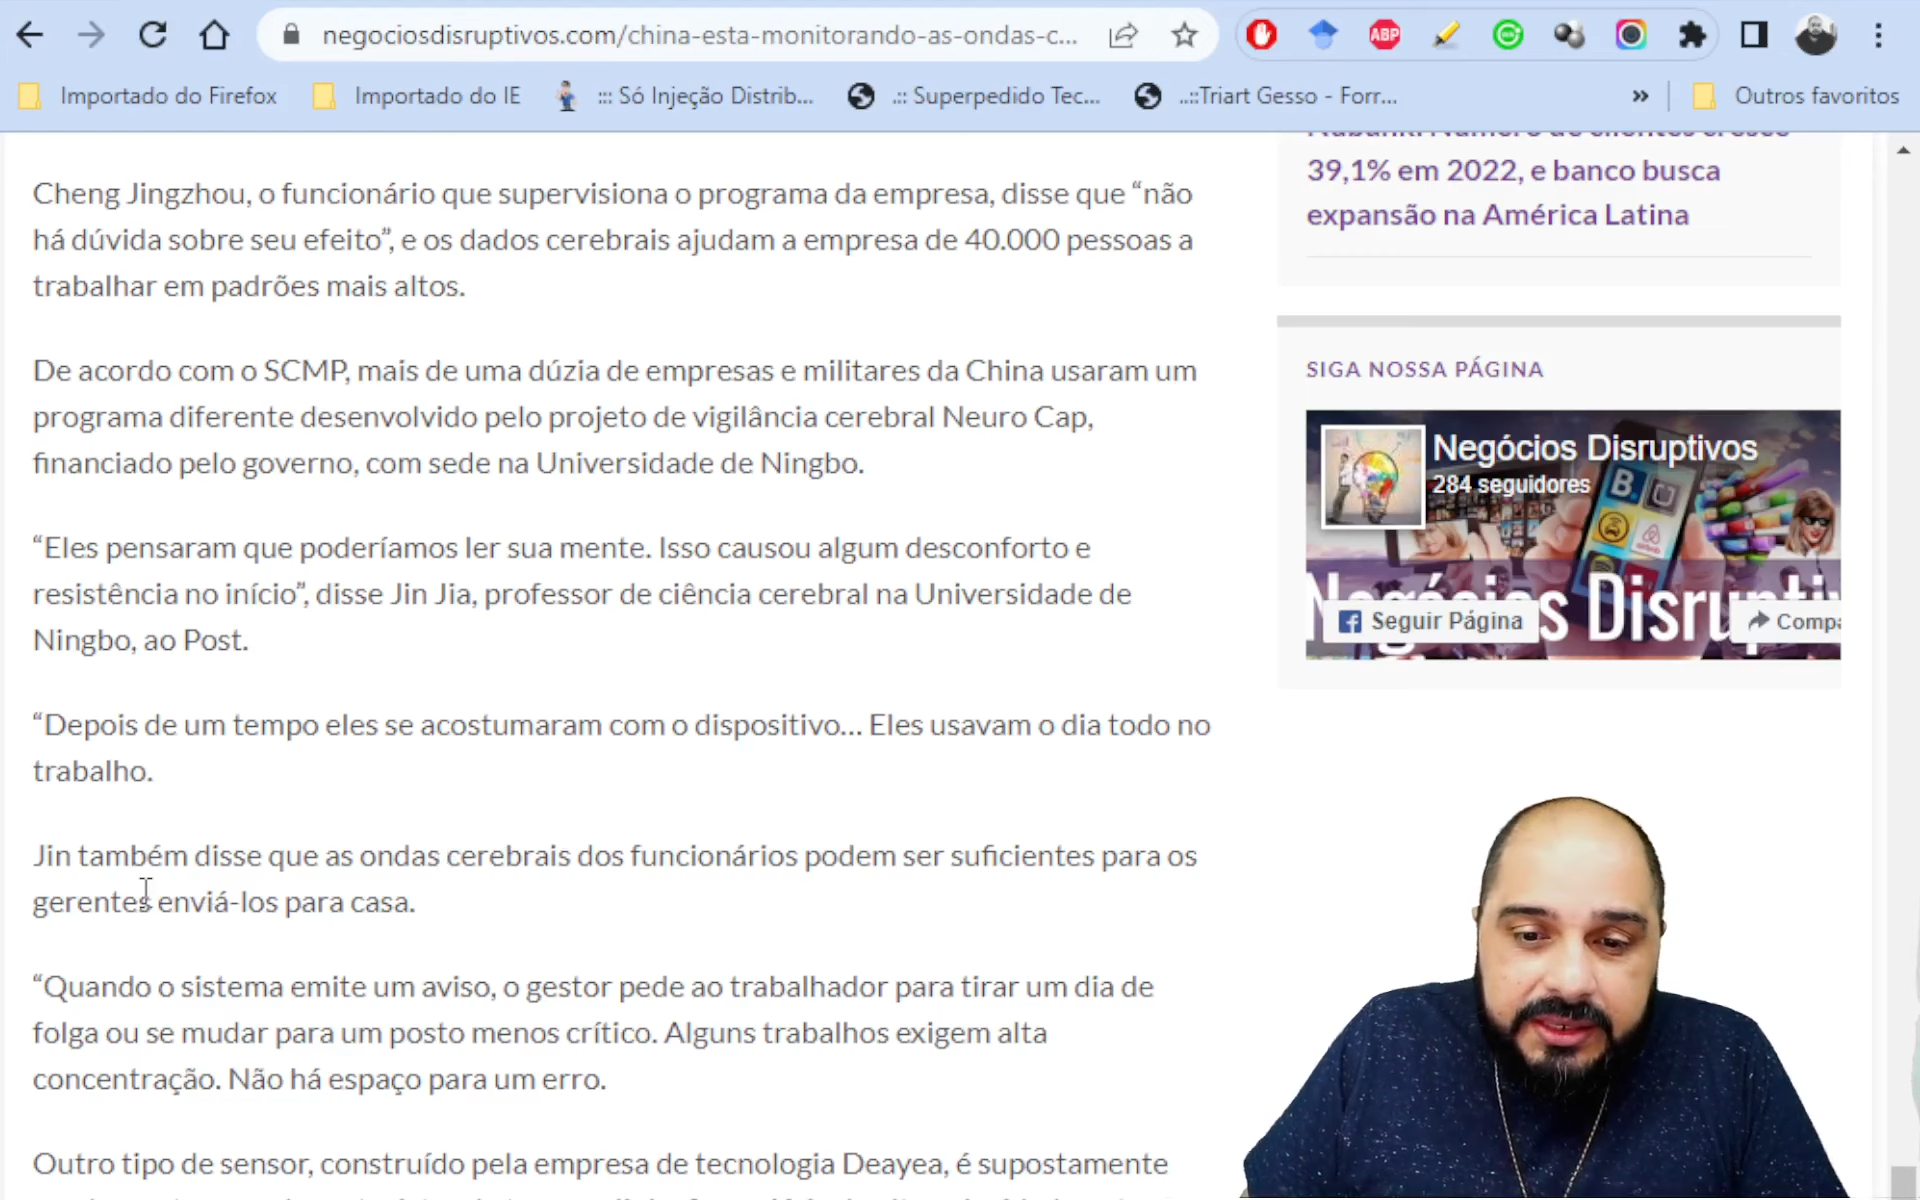 negociosdisruptivos.com/china-esta-monitorando-as-ondas-c...
ABP
Importado do Firefox
Importado do IE
::: Só Injeção Distrib...
.:: Superpedido Tec...
..::Triart Gesso - Forr...
»
Outros favoritos
Cheng Jingzhou, o funcionário que supervisiona o programa da empresa, disse que “não
há dúvida sobre seu efeito”, e os dados cerebrais ajudam a empresa de 40.000 pessoas a
trabalhar em padrões mais altos.
De acordo com o SCMP, mais de uma dúzia de empresas e militares da China usaram um
programa diferente desenvolvido pelo projeto de vigilância cerebral Neuro Cap,
financiado pelo governo, com sede na Universidade de Ningbo.
“Eles pensaram que poderíamos ler sua mente. Isso causou algum desconforto e
resistência no início”, disse Jin Jia, professor de ciência cerebral na Universidade de
Ningbo, ao Post.
“Depois de um tempo eles se acostumaram com o dispositivo... Eles usavam o dia todo no
trabalho.
Jin também disse que as ondas cerebrais dos funcionários podem ser suficientes para os
gerentes enviá-los para casa.
“Quando o sistema emite um aviso, o gestor pede ao trabalhador para tirar um dia de
folga ou se mudar para um posto menos crítico. Alguns trabalhos exigem alta
concentração. Não há espaço para um erro.
Outro tipo de sensor, construído pela empresa de tecnologia Deayea, é supostamente
39,1% em 2022, e banco busca
expansão na América Latina
SIGA NOSSA PÁGINA
Negócios Disruptivos
284 seguidores
Negócios Disruptiv
Seguir Página
Compa